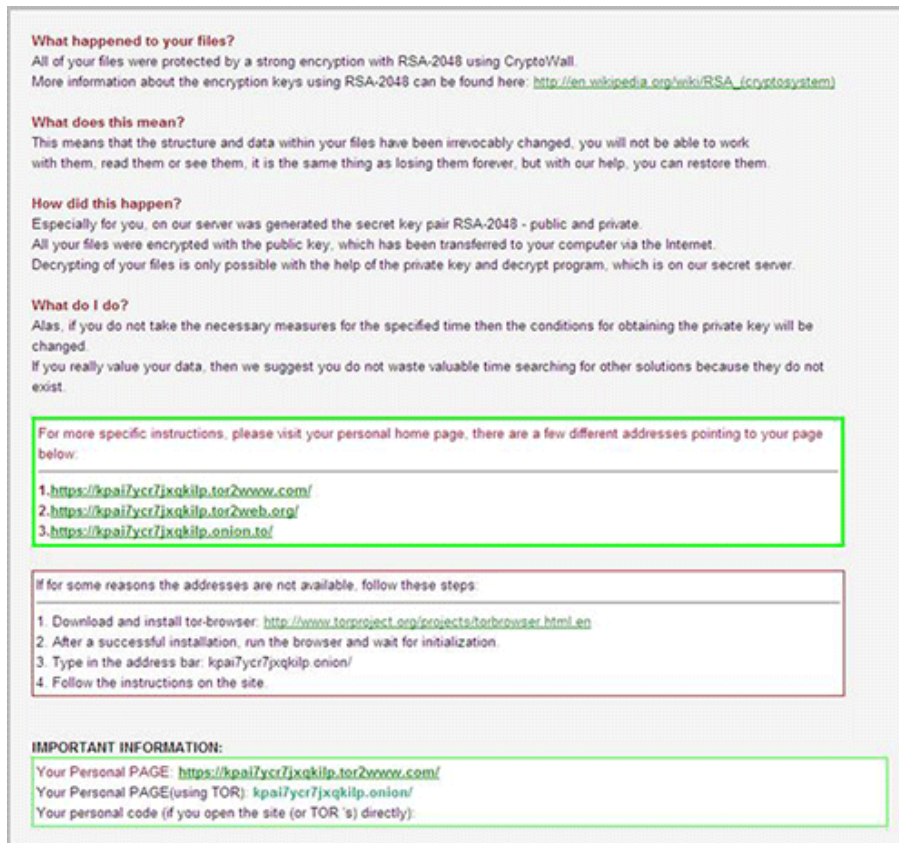 What happened to your files?
All of your files were protected by a strong encryption with RSA-2048 using CryptoWall.
More information about the encryption keys using RSA-2048 can be found here: http://en.wikipedia.org/wiki/RSA_(cryptosystem)
What does this mean?
This means that the structure and data within your files have been irrevocably changed, you will not be able to work
with them, read them or see them, it is the same thing as losing them forever, but with our help, you can restore them.
How did this happen?
Especially for you, on our server was generated the secret key pair RSA-2048 - public and private.
All your files were encrypted with the public key, which has been transferred to your computer via the Internet.
Decrypting of your files is only possible with the help of the private key and decrypt program, which is on our secret server.
What do I do?
Alas, if you do not take the necessary measures for the specified time then the conditions for obtaining the private key will be
changed.
If you really value your data, then we suggest you do not waste valuable time searching for other solutions because they do not
exist.
For more specific instructions, please visit your personal home page, there are a few different addresses pointing to your page
below:
1.https://kpai7ycr7jxqkilp.tor2www.com/
2.https://kpai7ycr7jxqkilp.tor2web.org/
3.https://kpai7ycr7jxqkilp.onion.to/
If for some reasons the addresses are not available, follow these steps:
1. Download and install tor-browser: http://www.torproject.org/projects/torbrowser.html.en
2. After a successful installation, run the browser and wait for initialization.
3. Type in the address bar: kpai7ycr7jxqkilp.onion/
4. Follow the instructions on the site.
IMPORTANT INFORMATION:
Your Personal PAGE: https://kpai7ycr7jxqkilp.tor2www.com/
Your Personal PAGE(using TOR): kpai7ycr7jxqkilp.onion/
Your personal code (if you open the site (or TOR 's) directly):